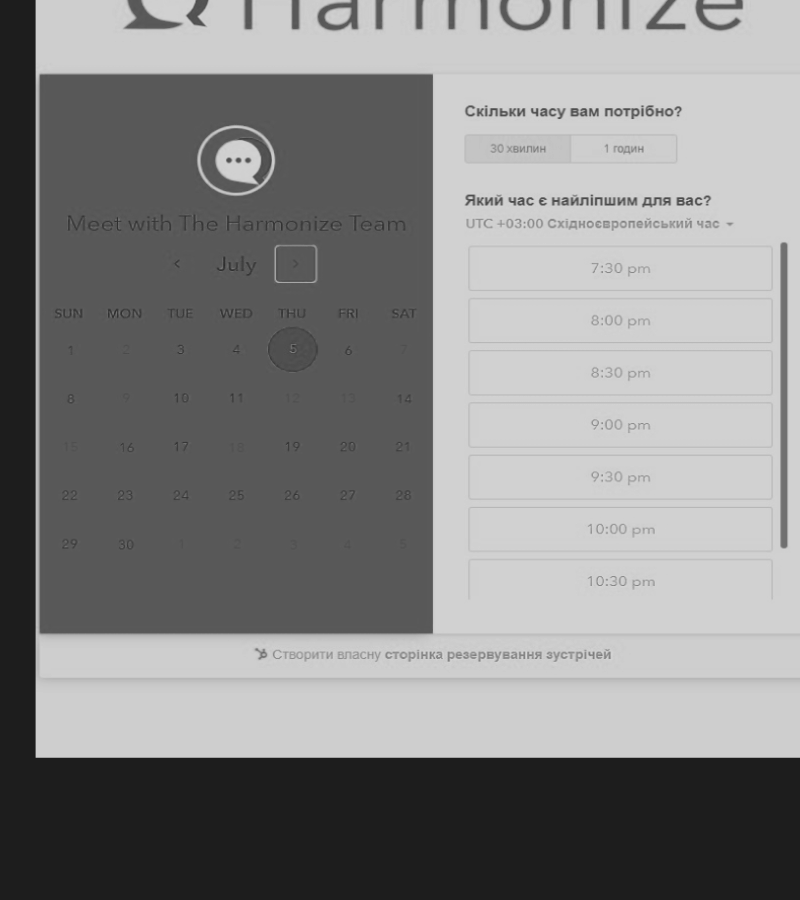 Harmonize
Meet with The Harmonize Team
July
SUN MON TUE WED THU FRI SAT
1 2 3 4 5 6 7
8 9 10 11 12 13 14
15 16 17 18 19 20 21
22 23 24 25 26 27 28
29 30 1 2 3 4 5
Скільки часу вам потрібно?
30 хвилин 1 годин
Який час є найліпшим для вас?
UTC +03:00 Східноєвропейський час
7:30 pm
8:00 pm
8:30 pm
9:00 pm
9:30 pm
10:00 pm
10:30 pm
Створити власну сторінка резервування зустрічей